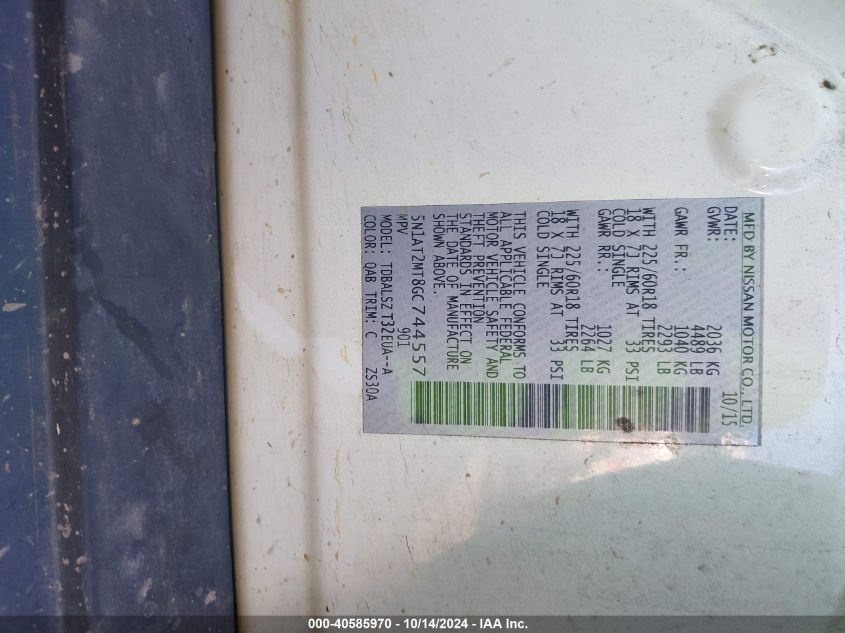 MFD BY NISSAN MOTOR CO., LTD.
DATE: 10/15
GVWR: 2036 KG
4489 LB
GAWR FR.: 1040 KG
2293 LB
WITH 225/60R18 TIRES
18 X 7J RIMS AT 33 PSI
COLD SINGLE
GAWR RR.: 1027 KG
2264 LB
WITH 225/60R18 TIRES
18 X 7J RIMS AT 33 PSI
COLD SINGLE
THIS VEHICLE CONFORMS TO
ALL APPLICABLE FEDERAL
MOTOR VEHICLE SAFETY AND
THEFT PREVENTION
STANDARDS IN EFFECT ON
THE DATE OF MANUFACTURE
SHOWN ABOVE.
5N1AT2MT8GC744557
MPV 901
MODEL: TDBALSZ T32EUA--A
COLOR: QAB TRIM: C ZS30A
000-40585970 - 10/14/2024 - IAA Inc.